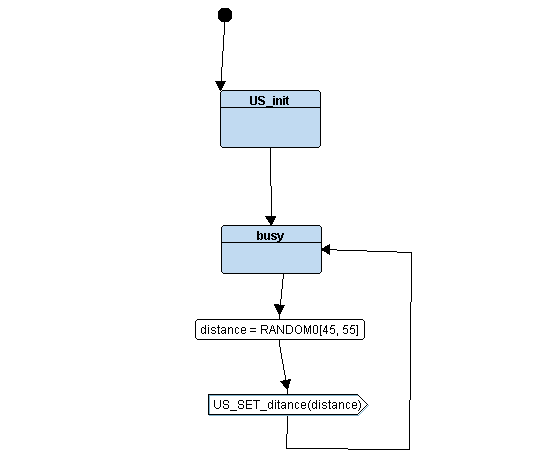 US_init
busy
distance = RANDOM0[45, 55]
US_SET_ditance(distance)